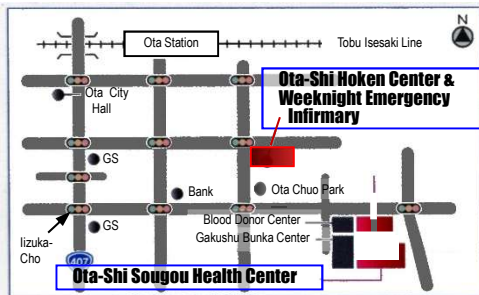 N
Ota Station
Tobu Isesaki Line
Ota City
Hall
Ota-Shi Hoken Center &
Weeknight Emergency
Infirmary
GS
Bank
Ota Chuo Park
Blood Donor Center
GS
Iizuka-
Cho
Gakushu Bunka Center
407
Ota-Shi Sougou Health Center